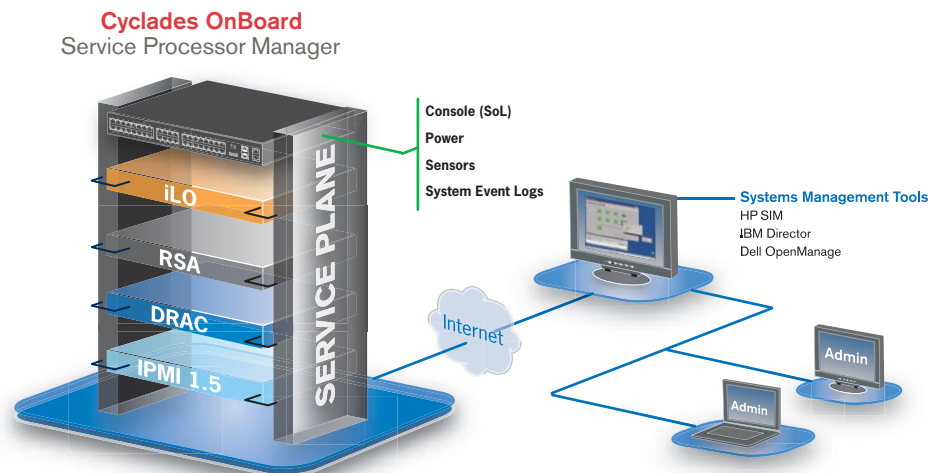 Cyclades OnBoard
Service Processor Manager
Console (SoL)
Power
Sensors
System Event Logs
iLO
RSA
DRAC
IPMI 1.5
SERVICE PLANE
Internet
Systems Management Tools
HP SIM
IBM Director
Dell OpenManage
Admin
Admin